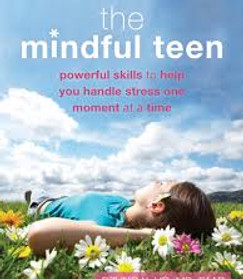 the
mindful teen
powerful skills to help
you handle stress one
moment at a time